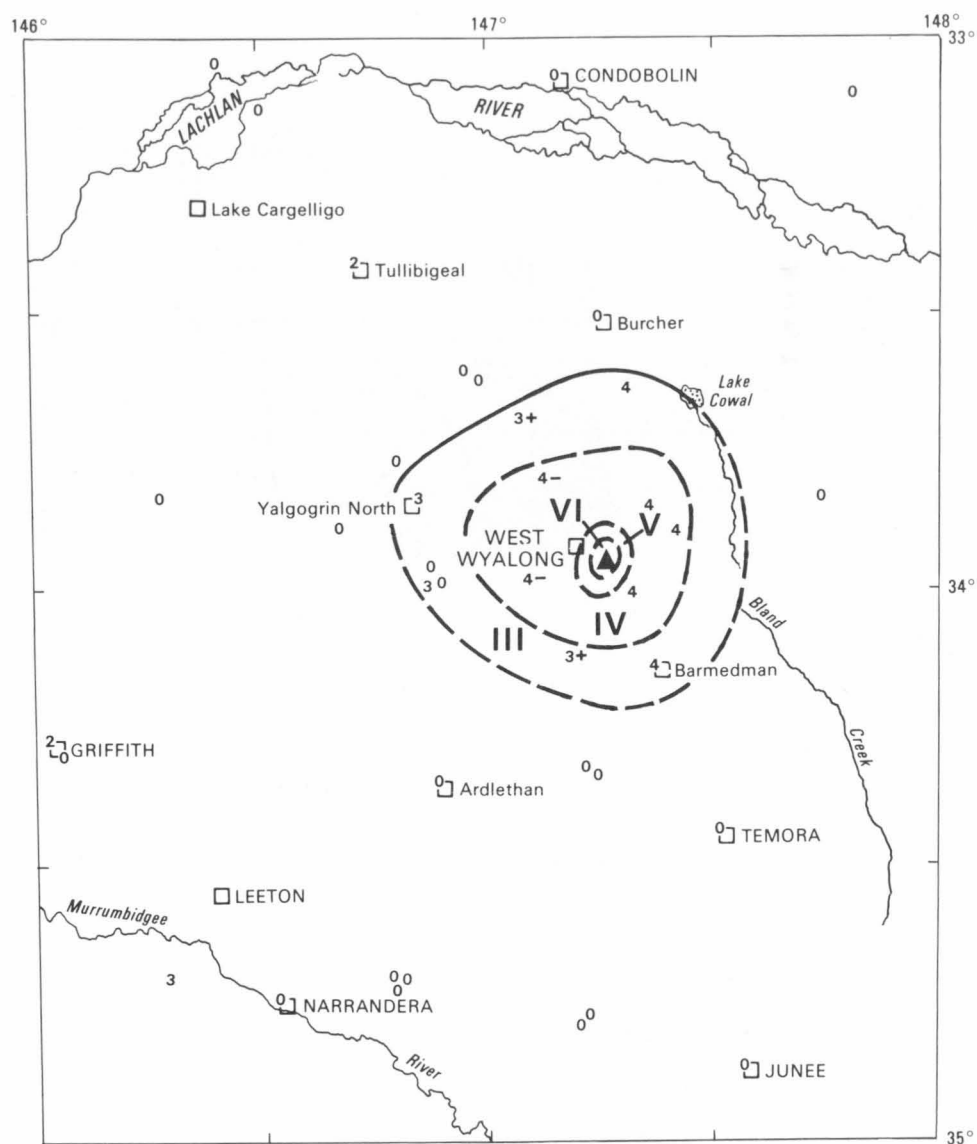 146° 147° 148°
33°
0
0 CONDOBOLIN
0
LACHLAN
0
RIVER
Lake Cargelligo
2 Tullibigeal
0 Burcher
0 0
4
Lake
Cowal
3+
0
4–
Yalgogrin North 3
0
0
0
VI
4
V
4
WEST
WYALONG
0
3 0
4–
4
IV
III
Bland
3+
4 Barmedman
2
0 GRIFFITH
Creek
0 0
0 Ardlethan
0 TEMORA
LEETON
Murrumbidgee
3
0 0
0
0 NARRANDERA
0 0
River
0 JUNEE
34°
35°